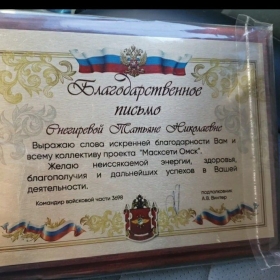 Благодарственное
письмо
Снегиревой Татьяне Николаевне
Выражаю слова искренней благодарности Вам и
всему коллективу проекта "Масксети Омск".
Желаю неиссякаемой энергии, здоровья,
благополучия и дальнейших успехов в Вашей
деятельности.
Командир войсковой части 3698
подполковник
А.В. Винтер